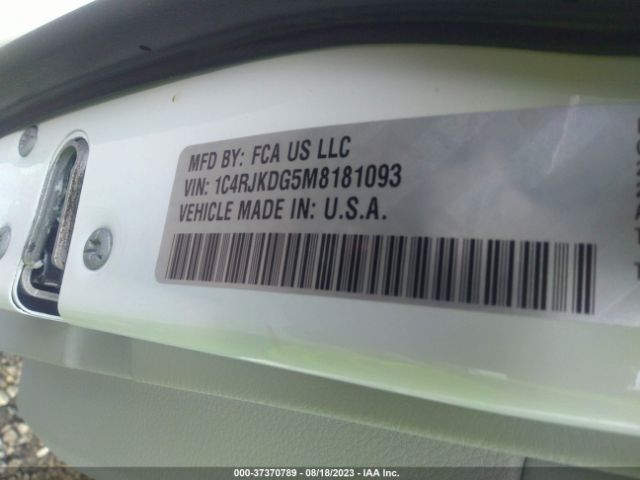 MFD BY: FCA US LLC
VIN: 1C4RJKDG5M8181093
VEHICLE MADE IN: U.S.A.
000-37370789 - 08/18/2023 - IAA Inc.